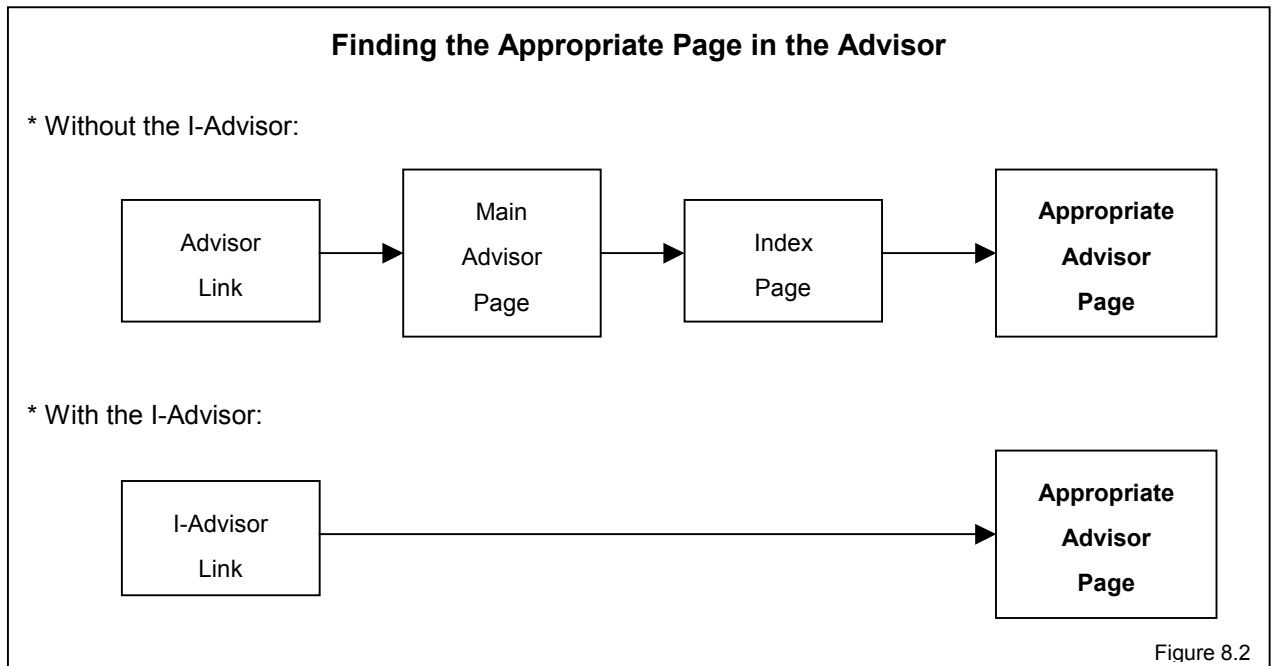 Finding the Appropriate Page in the Advisor
* Without the I-Advisor:
Advisor
Link
Main
Advisor
Page
Index
Page
Appropriate
Advisor
Page
* With the I-Advisor:
I-Advisor
Link
Appropriate
Advisor
Page
Figure 8.2